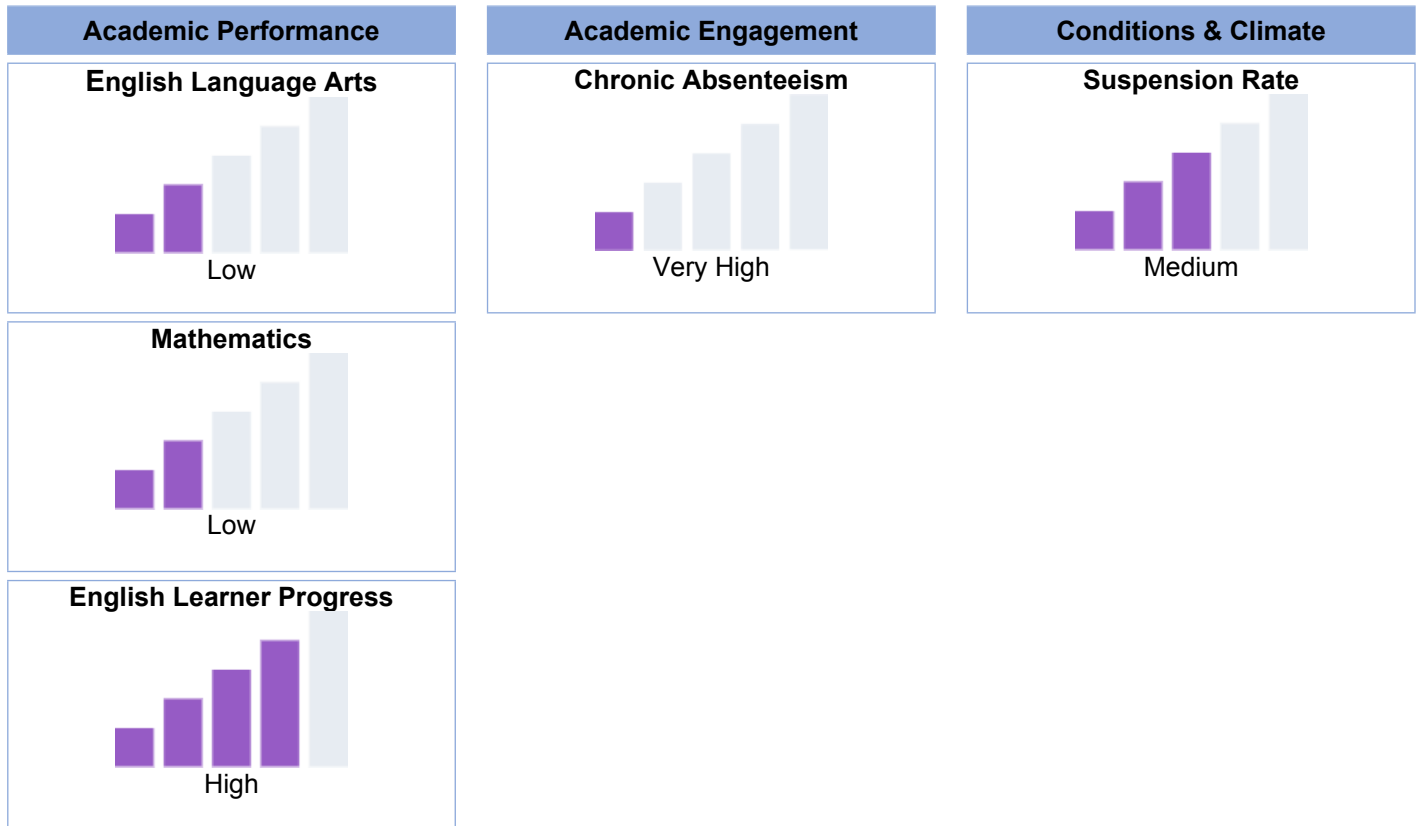 Academic Performance
English Language Arts
Low
Mathematics
Low
English Learner Progress
High
Academic Engagement
Chronic Absenteeism
Very High
Conditions & Climate
Suspension Rate
Medium